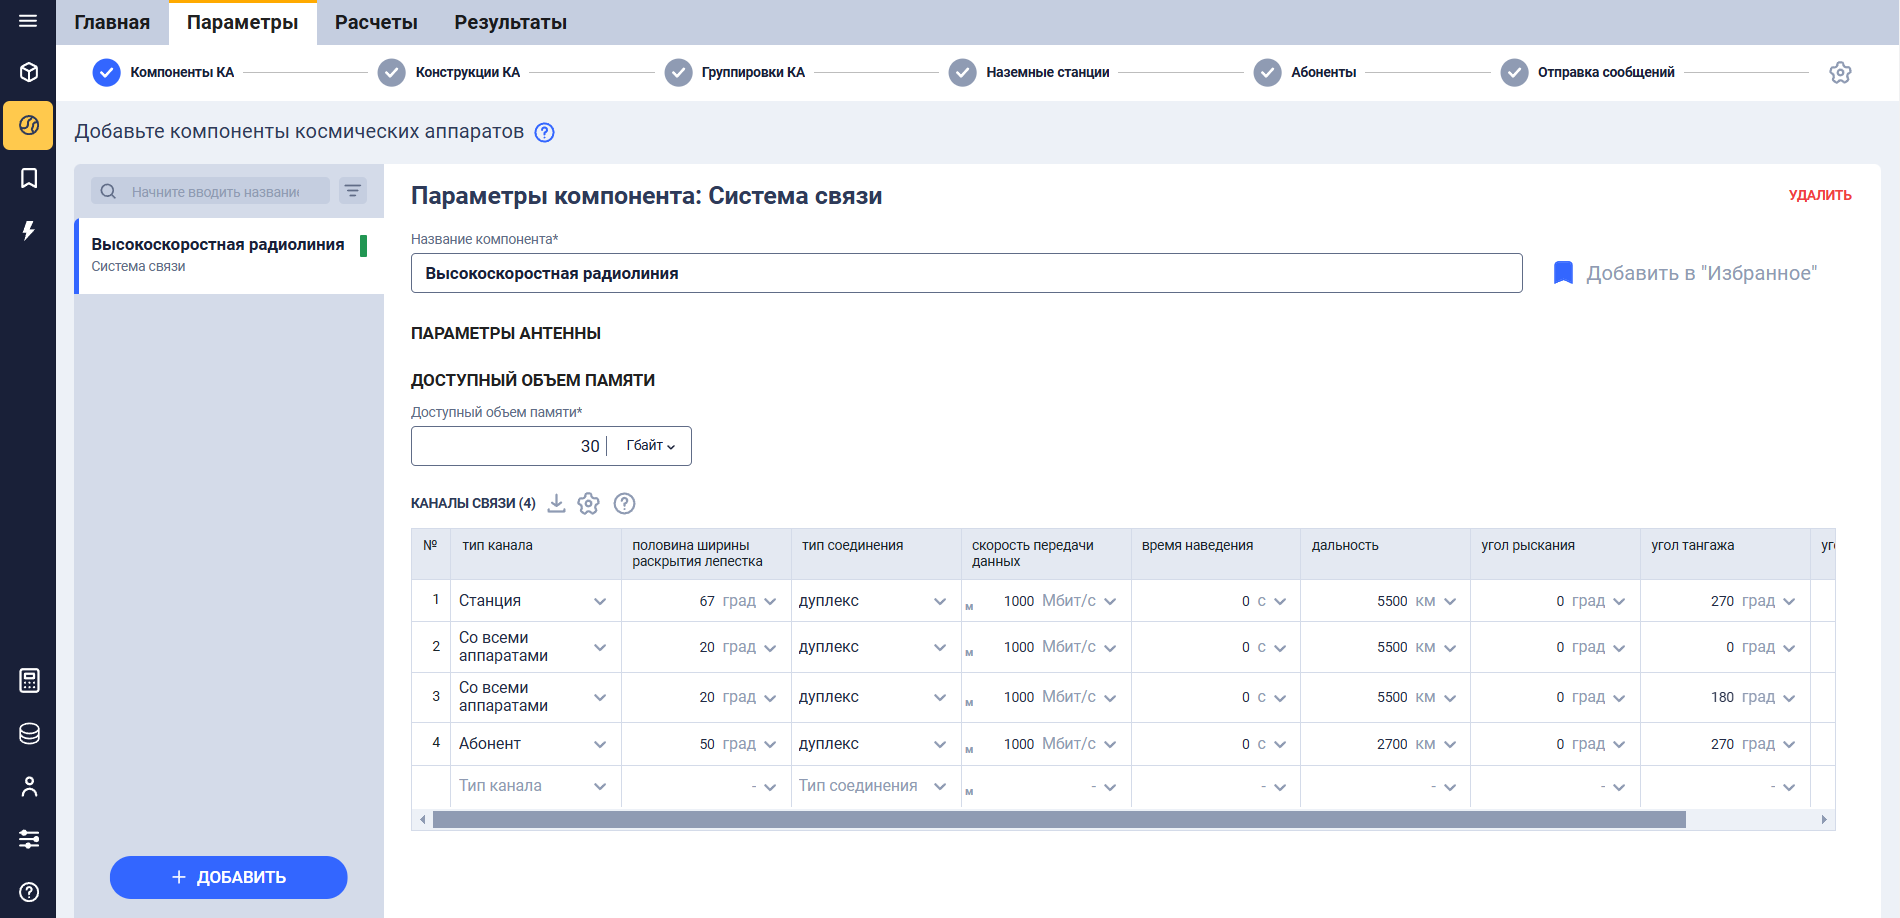 Главная Параметры Расчеты Результаты
Компоненты КА Конструкции КА Группировки КА Наземные станции Абоненты Отправка сообщений
Добавьте компоненты космических аппаратов
Начните вводить название
Параметры компонента: Система связи
УДАЛИТЬ
Высокоскоростная радиолиния
Система связи
Название компонента*
Высокоскоростная радиолиния
Добавить в "Избранное"
ПАРАМЕТРЫ АНТЕННЫ
ДОСТУПНЫЙ ОБЪЕМ ПАМЯТИ
Доступный объем памяти*
30 Гбайт
КАНАЛЫ СВЯЗИ (4)
№ тип канала половина ширины раскрытия лепестка тип соединения скорость передачи данных время наведения дальность угол рыскания угол тангажа уг
1 Станция 67 град дуплекс м 1000 Мбит/с 0 с 5500 км 0 град 270 град
2 Со всеми аппаратами 20 град дуплекс м 1000 Мбит/с 0 с 5500 км 0 град 0 град
3 Со всеми аппаратами 20 град дуплекс м 1000 Мбит/с 0 с 5500 км 0 град 180 град
4 Абонент 50 град дуплекс м 1000 Мбит/с 0 с 2700 км 0 град 270 град
Тип канала - Тип соединения м - - - - -
+ ДОБАВИТЬ